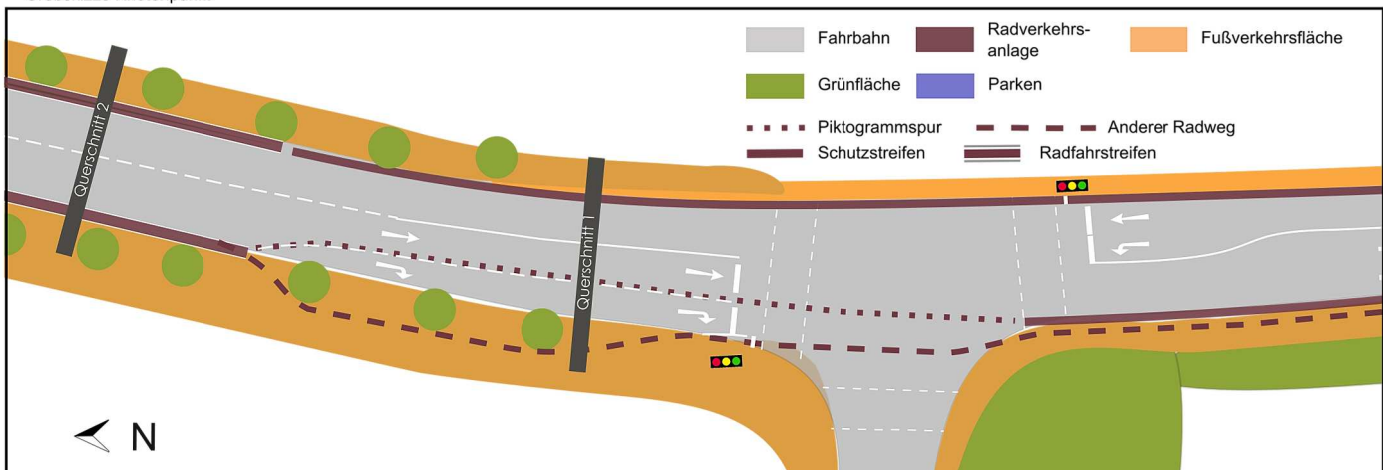 Fahrbahn
Radverkehrs-
anlage
Fußverkehrsfläche
Grünfläche
Parken
Piktogrammspur
Anderer Radweg
Schutzstreifen
Radfahrstreifen
Querschnitt 2
Querschnitt 1
N